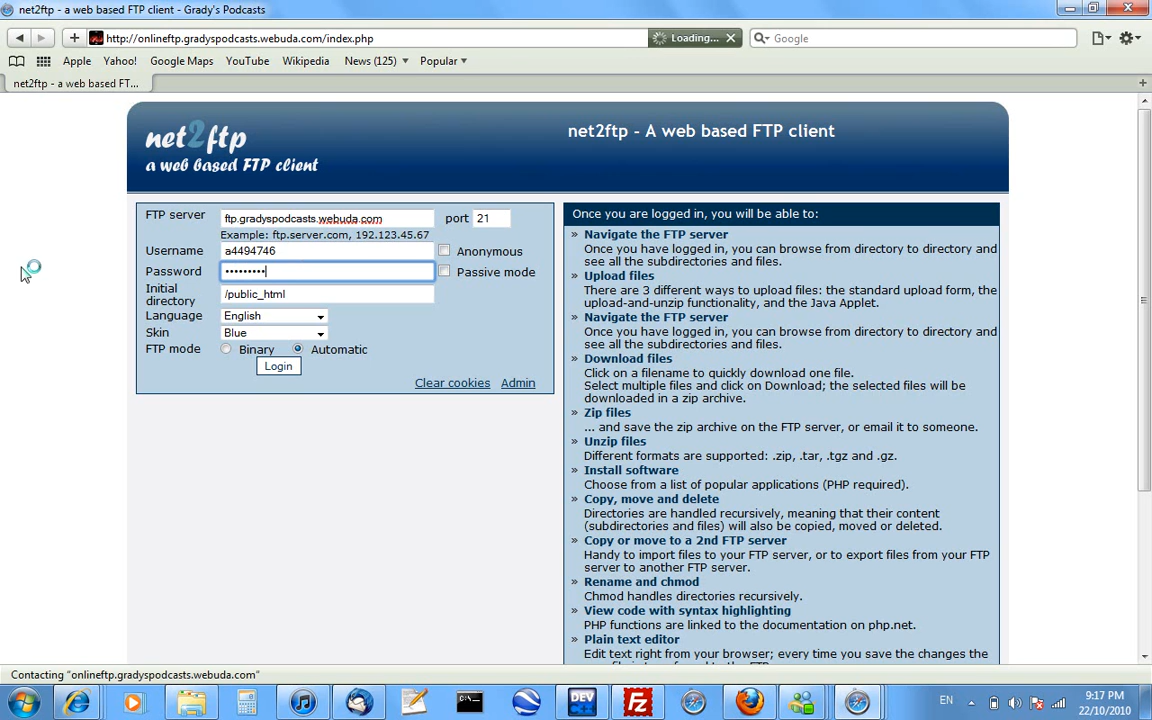 net2ftp - a web based FTP client - Grady's Podcasts
http://onlineftp.gradyspodcasts.webuda.com/index.php
Loading...
Google
Apple
Yahoo!
Google Maps
YouTube
Wikipedia
News (125)
Popular
net2ftp - a web based FT...
net2ftp
a web based FTP client
net2ftp - A web based FTP client
FTP server
ftp.gradyspodcasts.webuda.com
port
21
Example: ftp.server.com, 192.123.45.67
Username
a4494746
Anonymous
Password
•••••••••
Passive mode
Initial
directory
/public_html
Language
English
Skin
Blue
FTP mode
Binary
Automatic
Login
Clear cookies
Admin
Once you are logged in, you will be able to:
» Navigate the FTP server
Once you have logged in, you can browse from directory to directory and
see all the subdirectories and files.
» Upload files
There are 3 different ways to upload files: the standard upload form, the
upload-and-unzip functionality, and the Java Applet.
» Navigate the FTP server
Once you have logged in, you can browse from directory to directory and
see all the subdirectories and files.
» Download files
Click on a filename to quickly download one file.
Select multiple files and click on Download; the selected files will be
downloaded in a zip archive.
» Zip files
... and save the zip archive on the FTP server, or email it to someone.
» Unzip files
Different formats are supported: .zip, .tar, .tgz and .gz.
» Install software
Choose from a list of popular applications (PHP required).
» Copy, move and delete
Directories are handled recursively, meaning that their content
(subdirectories and files) will also be copied, moved or deleted.
» Copy or move to a 2nd FTP server
Handy to import files to your FTP server, or to export files from your FTP
server to another FTP server.
» Rename and chmod
Chmod handles directories recursively.
» View code with syntax highlighting
PHP functions are linked to the documentation on php.net.
» Plain text editor
Edit text right from your browser; every time you save the changes the
Contacting "onlineftp.gradyspodcasts.webuda.com"
DEV
C++
Fz
EN
9:17 PM
22/10/2010